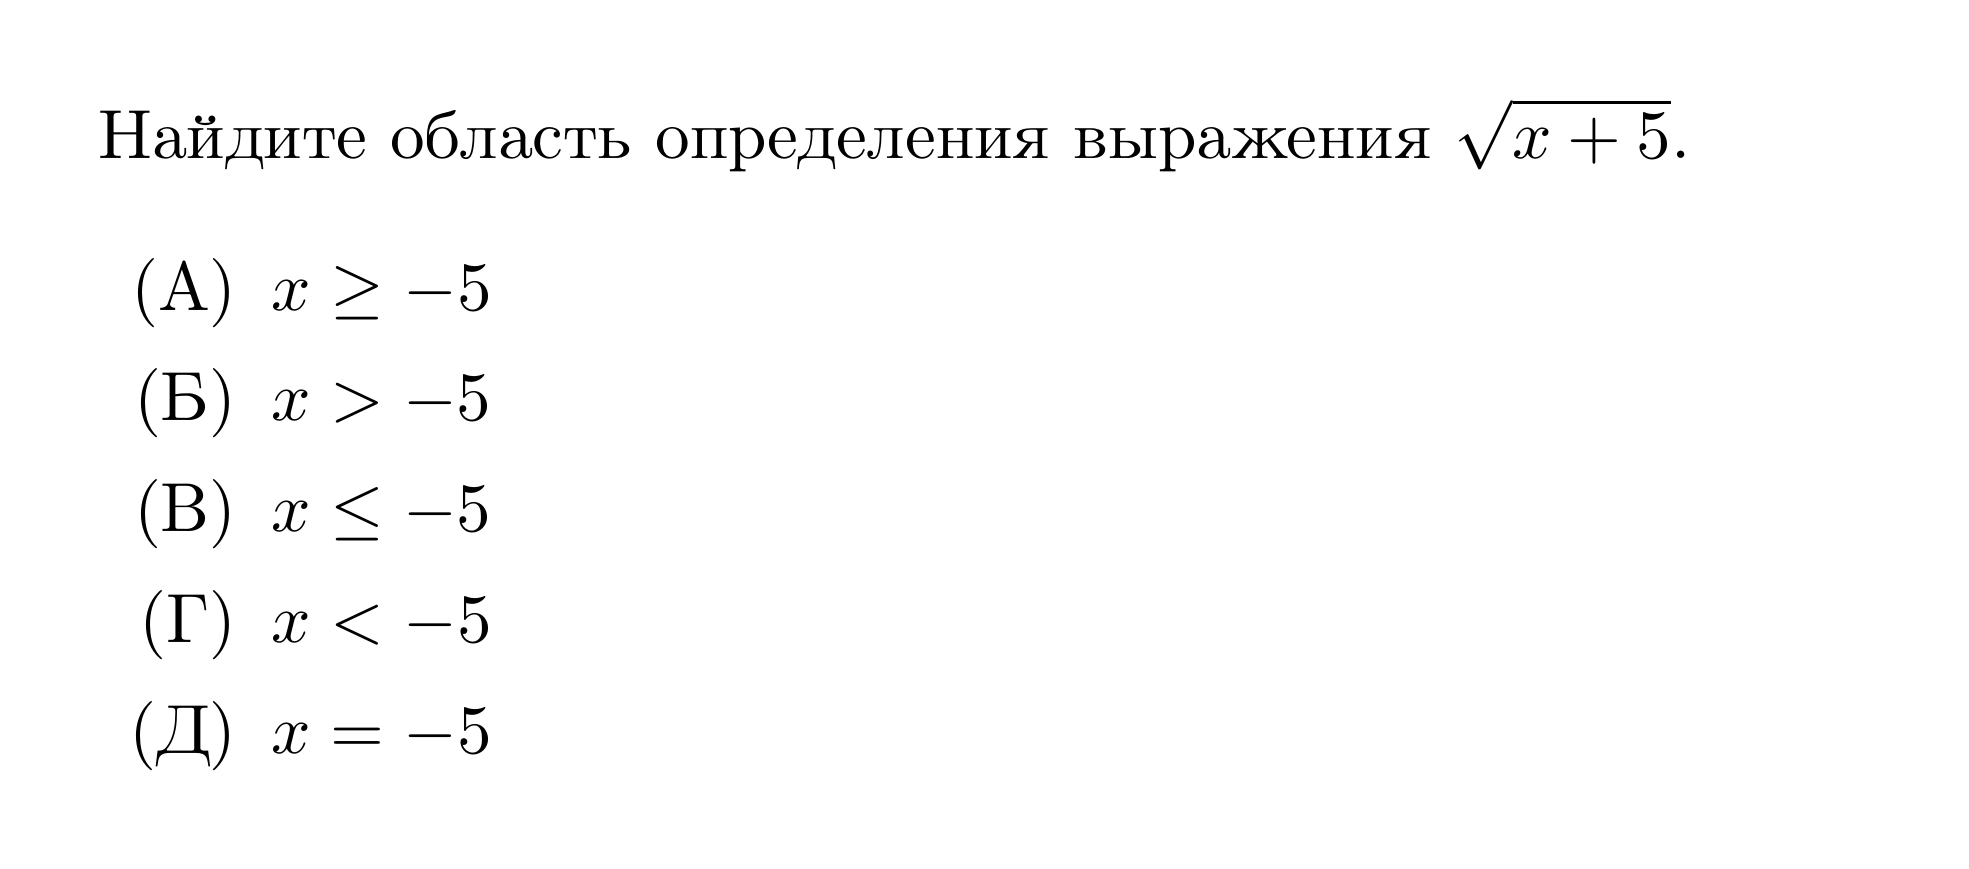 Найдите область определения выражения $\sqrt{x+5}$.
(А) $x \geq -5$
(Б) $x > -5$
(В) $x \leq -5$
(Г) $x < -5$
(Д) $x = -5$